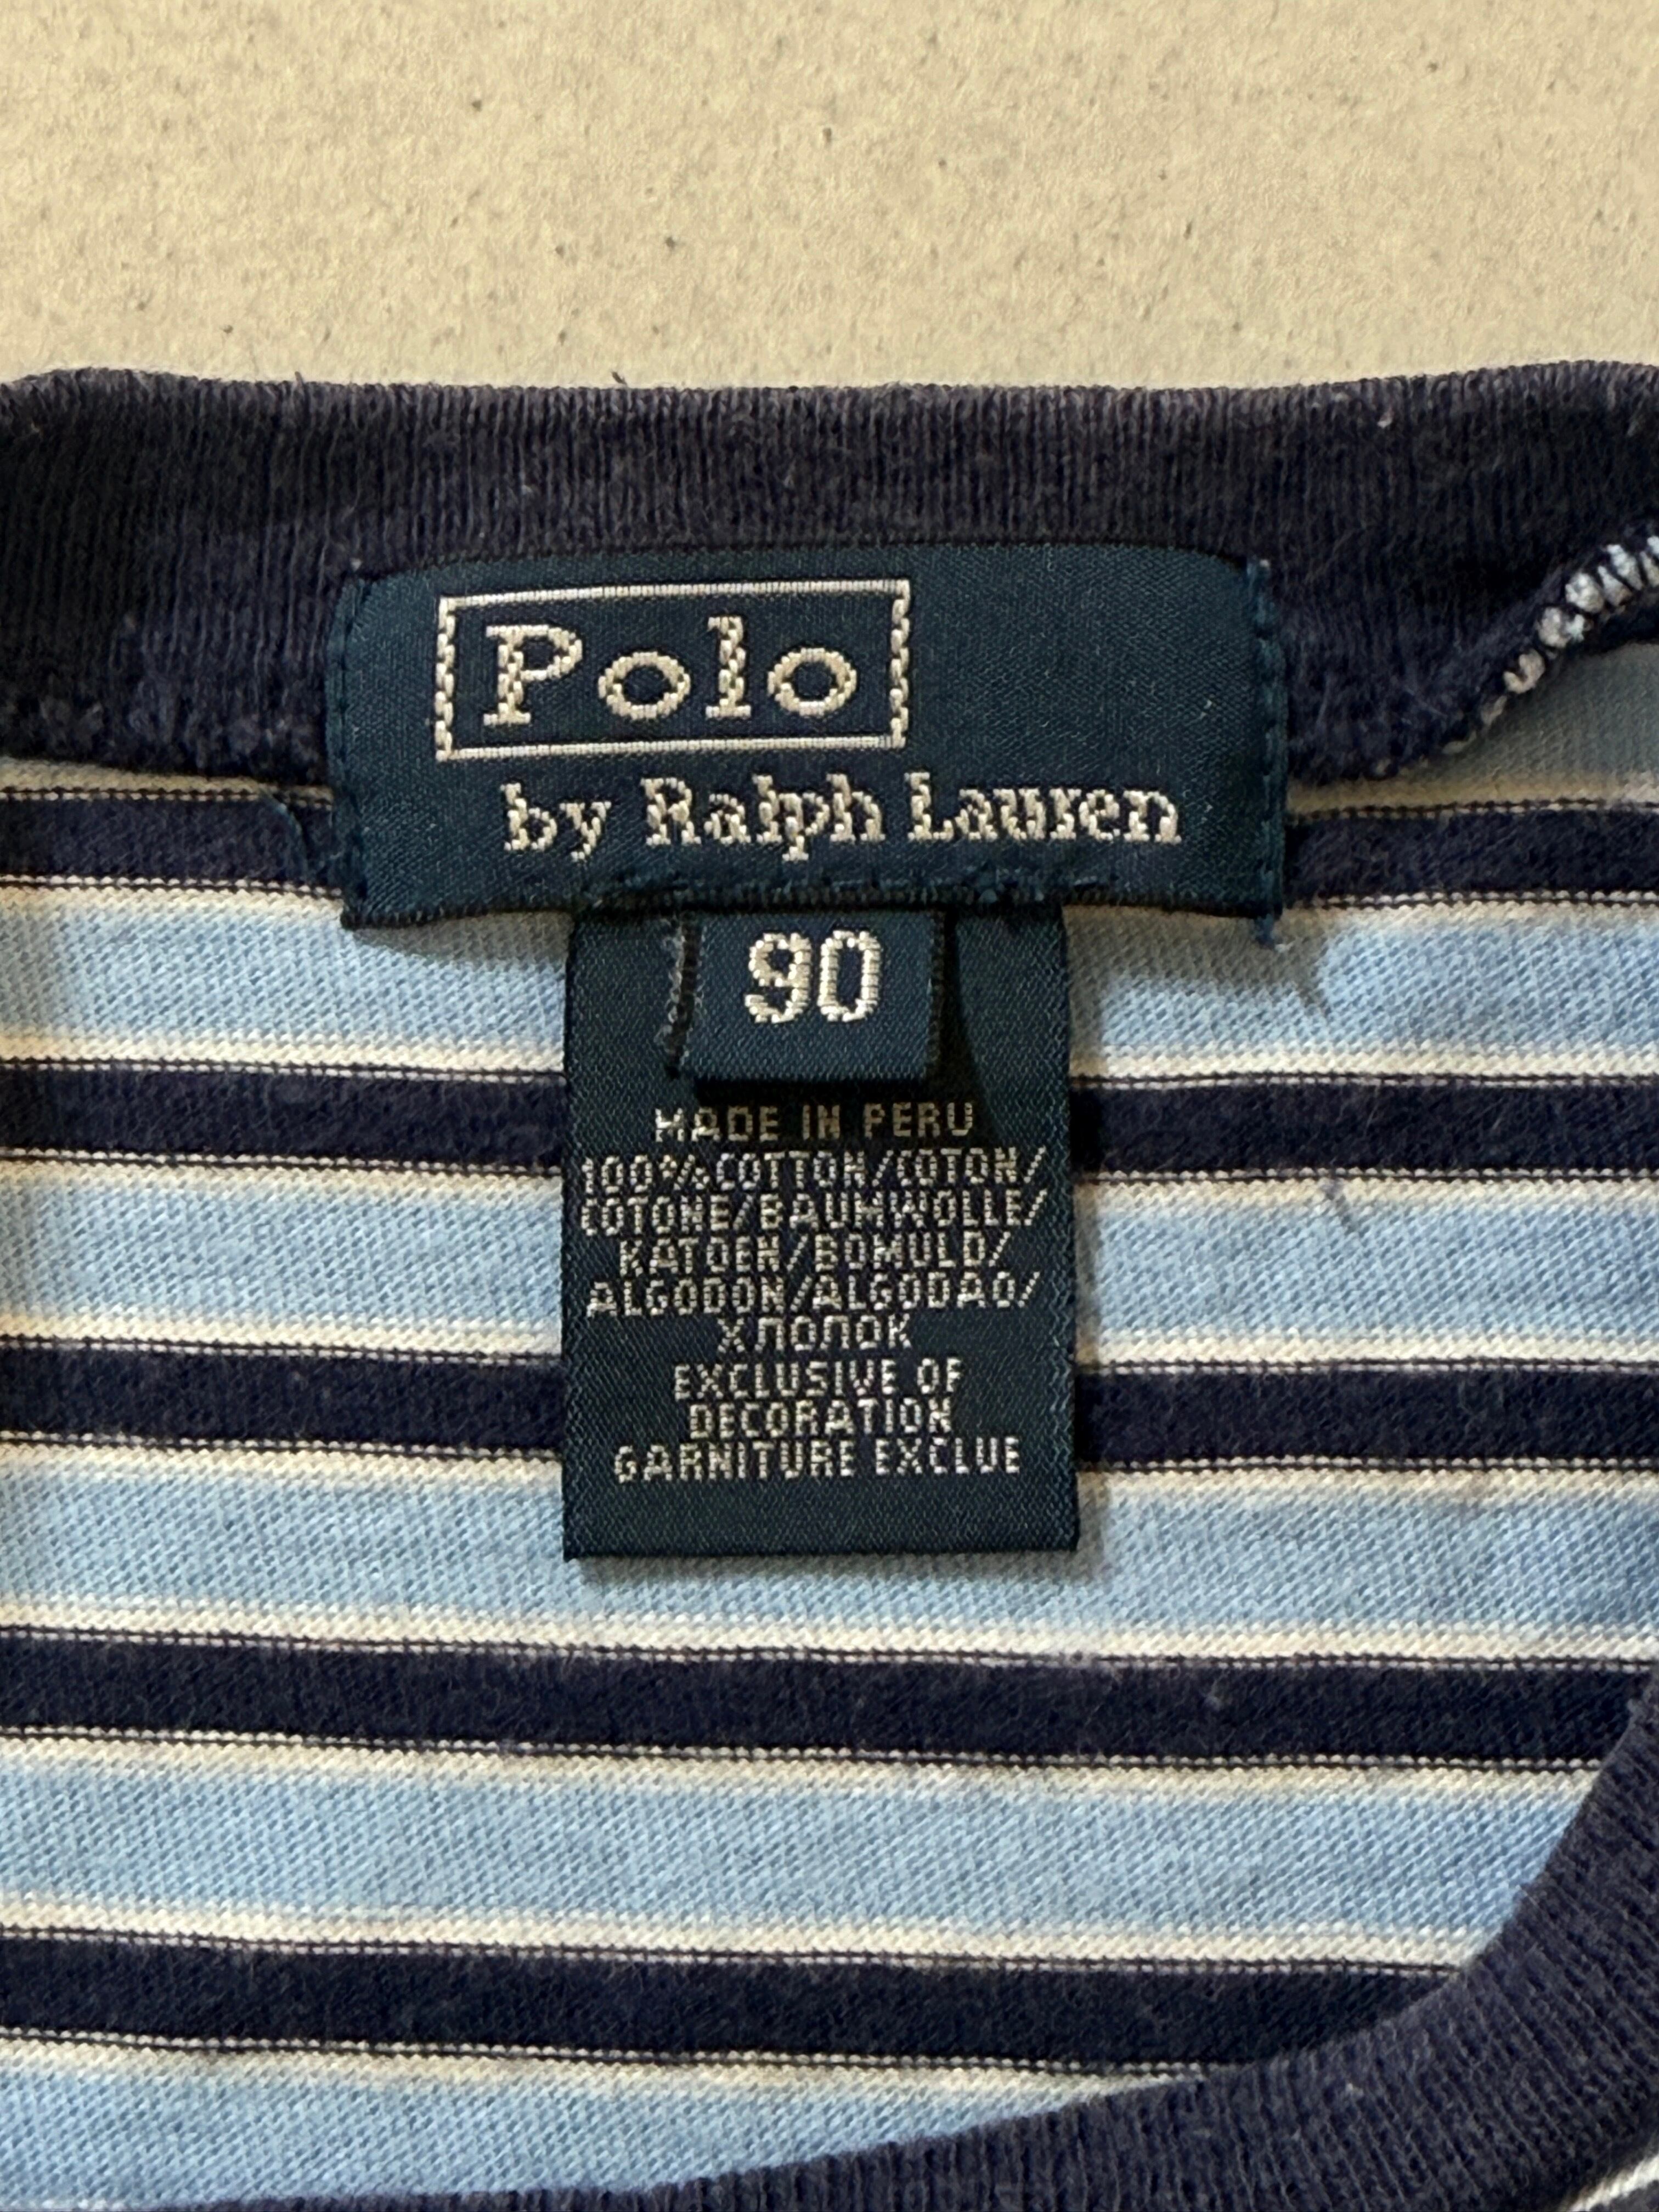 Polo
by Ralph Lauren
90
MADE IN PERU
100%COTTON/COTON/
COTONE/BAUMWOLLE/
KATOEN/BOMULD/
ALGODON/ALGODAO/
ХЛОПОК
EXCLUSIVE OF
DECORATION
GARNITURE EXCLUE